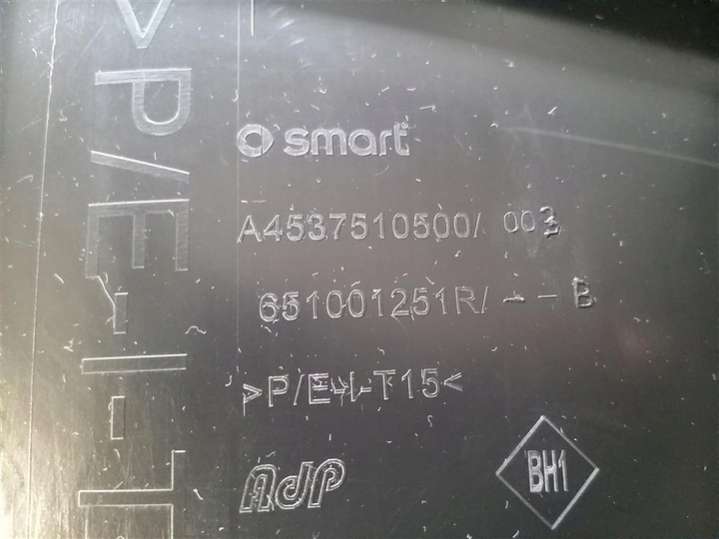 smart
A4537510500/ 003
651001251R/ -- B
>P/E-I-T15<
AdP
BH1
>P/E-I-T